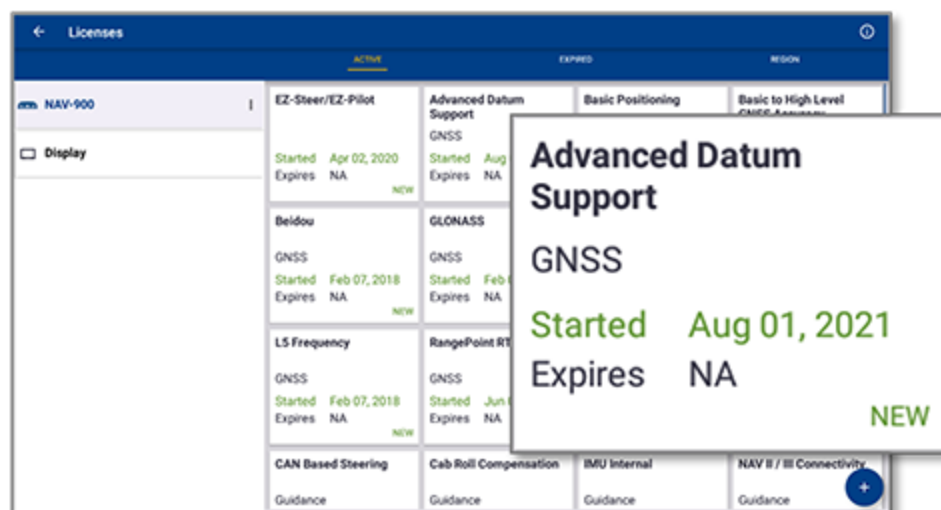 Licenses
ACTIVE EXPIRED REGION
NAV-900
Display
EZ-Steer/EZ-Pilot
Started Apr 02, 2020
Expires NA
NEW
Advanced Datum
Support
GNSS
Started Aug
Expires NA
Basic Positioning
Basic to High Level
GNSS Accuracy
Beidou
GNSS
Started Feb 07, 2018
Expires NA
NEW
GLONASS
GNSS
Started Feb
Expires NA
L5 Frequency
GNSS
Started Feb 07, 2018
Expires NA
NEW
RangePoint RT
GNSS
Started Jun
Expires NA
Advanced Datum
Support
GNSS
Started Aug 01, 2021
Expires NA
NEW
CAN Based Steering
Guidance
Cab Roll Compensation
Guidance
IMU Internal
Guidance
NAV II / III Connectivity
Guidance